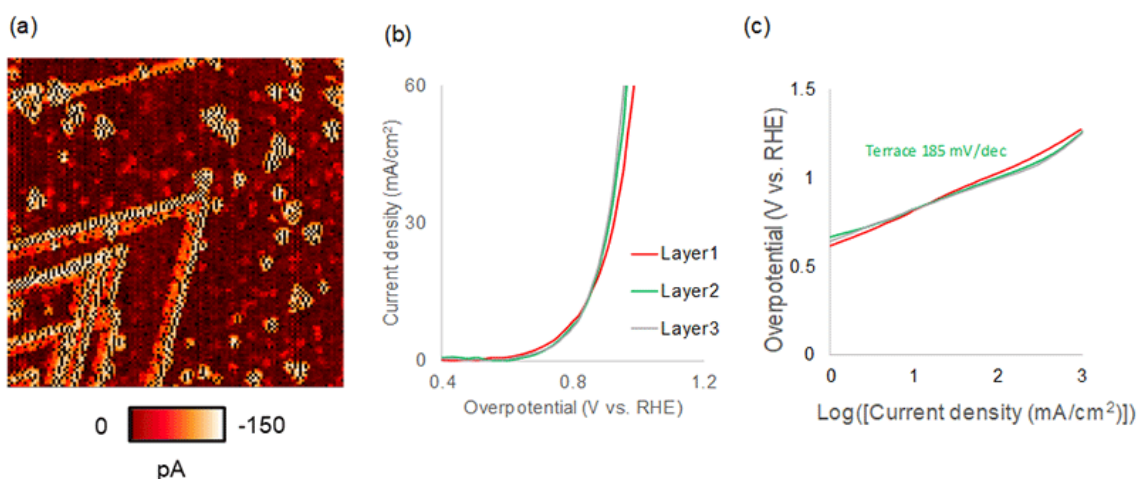 (a)
0
-150
pA
(b)
Current density (mA/cm²)
60
30
0
0.4
0.8
1.2
Overpotential (V vs. RHE)
Layer1
Layer2
Layer3
(c)
Overpotential (V vs. RHE)
1.5
1
0.5
0
Terrace 185 mV/dec
0
1
2
3
Log([Current density (mA/cm²)])